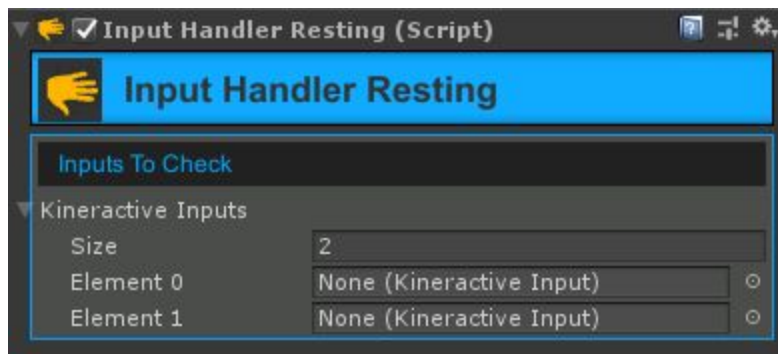 Input Handler Resting (Script)
Input Handler Resting
Inputs To Check
Kineractive Inputs
Size 2
Element 0 None (Kineractive Input)
Element 1 None (Kineractive Input)